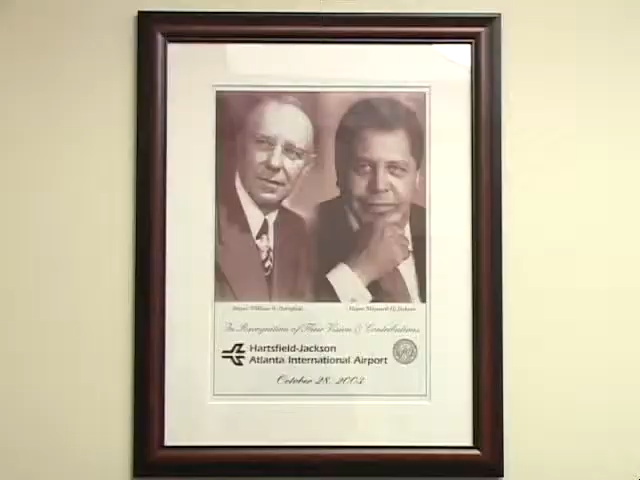 Mayor William B. Hartsfield
Mayor Maynard H. Jackson
In Recognition of Their Vision & Contributions
Hartsfield-Jackson
Atlanta International Airport
October 28, 2003